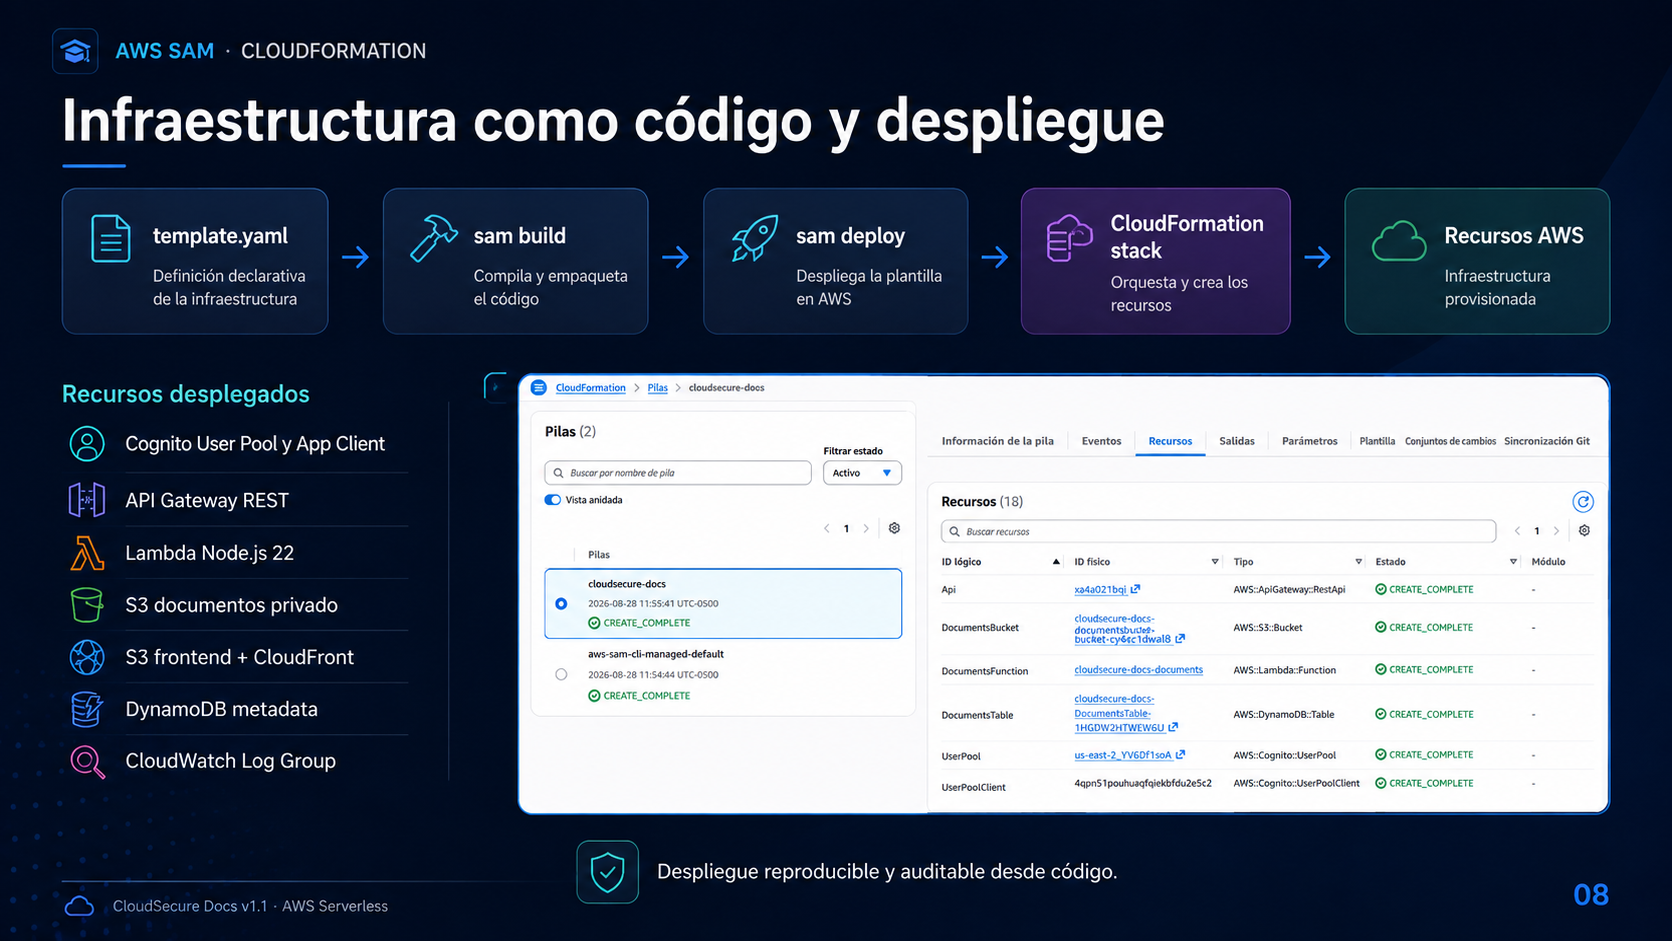 AWS SAM · CLOUDFORMATION
Infraestructura como código y despliegue
template.yaml
Definición declarativa
de la infraestructura
sam build
Compila y empaqueta
el código
sam deploy
Despliega la plantilla
en AWS
CloudFormation
stack
Orquesta y crea los
recursos
Recursos AWS
Infraestructura
provisionada
Recursos desplegados
Cognito User Pool y App Client
API Gateway REST
Lambda Node.js 22
S3 documentos privado
S3 frontend + CloudFront
DynamoDB metadata
CloudWatch Log Group
CloudFormation > Pilas > cloudsecure-docs
Pilas (2)
Filtrar estado
Buscar por nombre de pila
Activo
Vista anidada
1
Pilas
cloudsecure-docs
2026-08-28 11:55:41 UTC-0500
CREATE_COMPLETE
aws-sam-cli-managed-default
2026-08-28 11:54:44 UTC-0500
CREATE_COMPLETE
Información de la pila Eventos Recursos Salidas Parámetros Plantilla Conjuntos de cambios Sincronización Git
Recursos (18)
Buscar recursos
1
ID lógico ID físico Tipo Estado Módulo
Api xa4a021bqi AWS::ApiGateway::RestApi CREATE_COMPLETE -
cloudsecure-docs-
DocumentsBucket AWS::S3::Bucket CREATE_COMPLETE -
DocumentsFunction cloudsecure-docs-documents AWS::Lambda::Function CREATE_COMPLETE -
cloudsecure-docs-
DocumentsTable DocumentsTable- AWS::DynamoDB::Table CREATE_COMPLETE -
1HGDW2HTWEW6U
UserPool us-east-2_YV6Df1soA AWS::Cognito::UserPool CREATE_COMPLETE -
UserPoolClient 4qpn51pouhuaqfqiekbfdu2e5c2 AWS::Cognito::UserPoolClient CREATE_COMPLETE -
Despliegue reproducible y auditable desde código.
CloudSecure Docs v1.1 · AWS Serverless
08